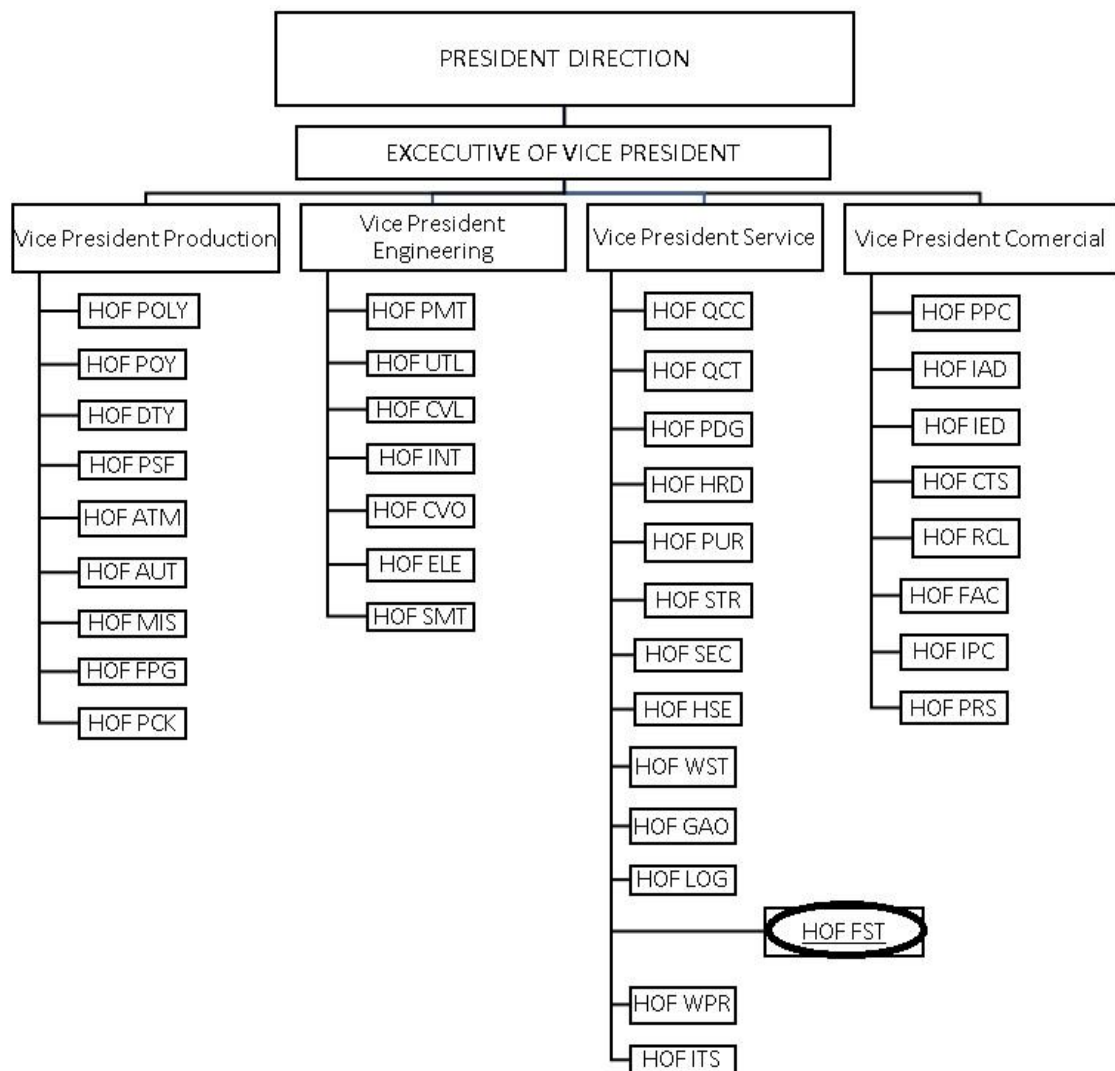 PRESIDENT DIRECTION
EXCECUTIVE OF VICE PRESIDENT
Vice President Production
HOF POLY
HOF POY
HOF DTY
HOF PSF
HOF ATM
HOF AUT
HOF MIS
HOF FPG
HOF PCK
Vice President
Engineering
HOF PMT
HOF UTL
HOF CVL
HOF INT
HOF CVO
HOF ELE
HOF SMT
Vice President Service
HOF QCC
HOF QCT
HOF PDG
HOF HRD
HOF PUR
HOF STR
HOF SEC
HOF HSE
HOF WST
HOF GAO
HOF LOG
HOF FST
HOF WPR
HOF ITS
Vice President Comercial
HOF PPC
HOF IAD
HOF IED
HOF CTS
HOF RCL
HOF FAC
HOF IPC
HOF PRS